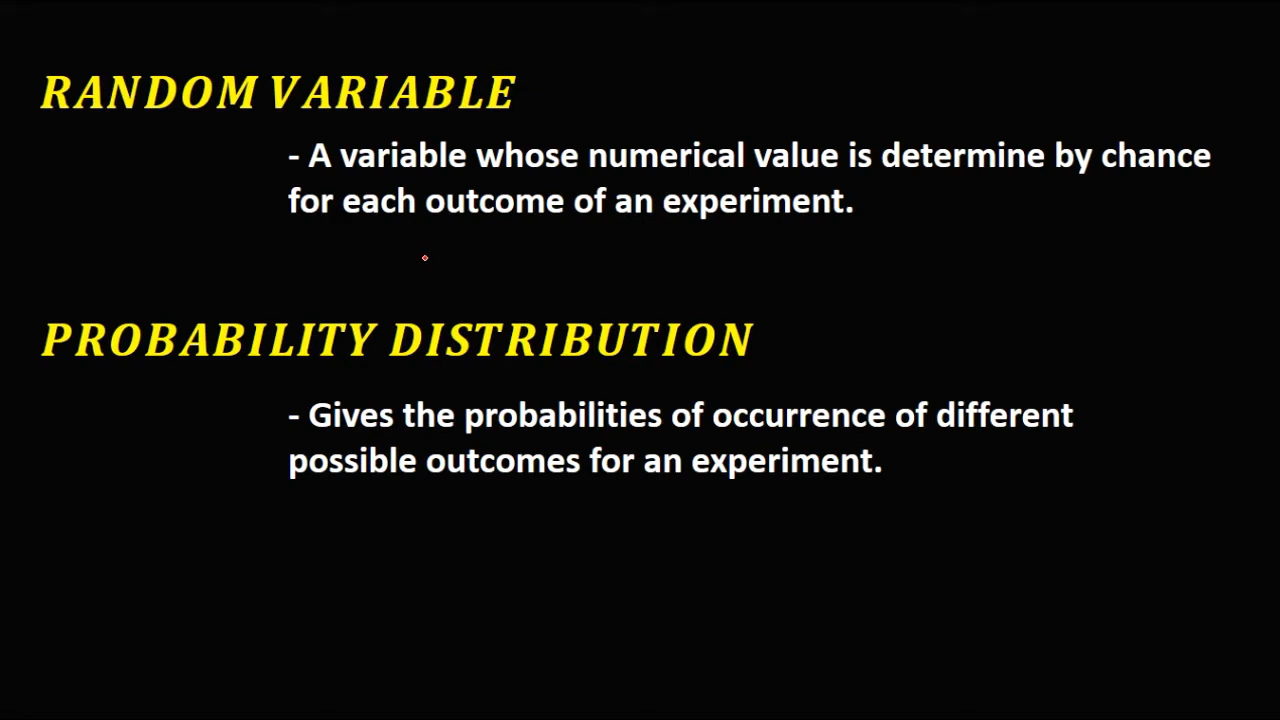 RANDOM VARIABLE
- A variable whose numerical value is determine by chance
for each outcome of an experiment.
PROBABILITY DISTRIBUTION
- Gives the probabilities of occurrence of different
possible outcomes for an experiment.